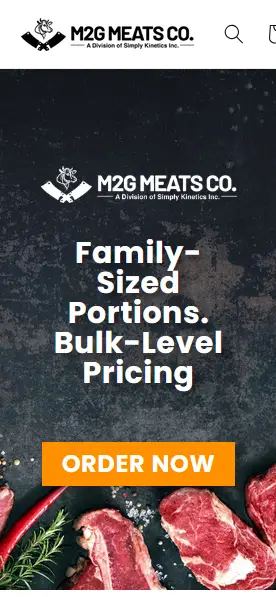 M2G MEATS CO.
A Division of Simply Kinetics Inc.
M2G MEATS CO.
A Division of Simply Kinetics Inc.
Family-
Sized
Portions.
Bulk-Level
Pricing
ORDER NOW